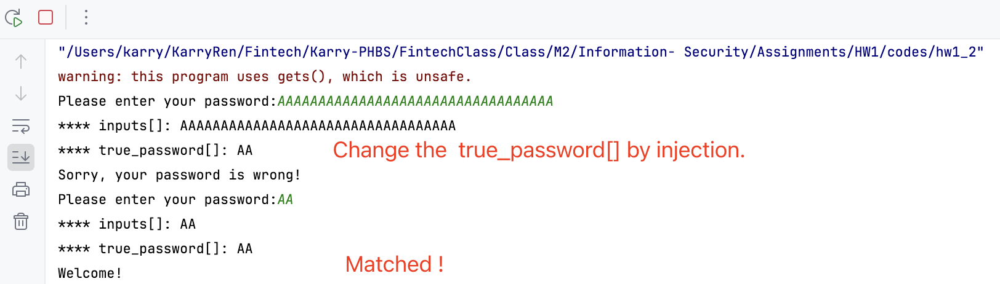 "/Users/karry/KarryRen/Fintech/Karry-PHBS/FintechClass/Class/M2/Information- Security/Assignments/HW1/codes/hw1_2"
warning: this program uses gets(), which is unsafe.
Please enter your password:AAAAAAAAAAAAAAAAAAAAAAAAAAAAAAAAAA
**** inputs[]: AAAAAAAAAAAAAAAAAAAAAAAAAAAAAAAAAA
**** true_password[]: AA
Change the  true_password[] by injection.
Sorry, your password is wrong!
Please enter your password:AA
**** inputs[]: AA
**** true_password[]: AA
Matched !
Welcome!